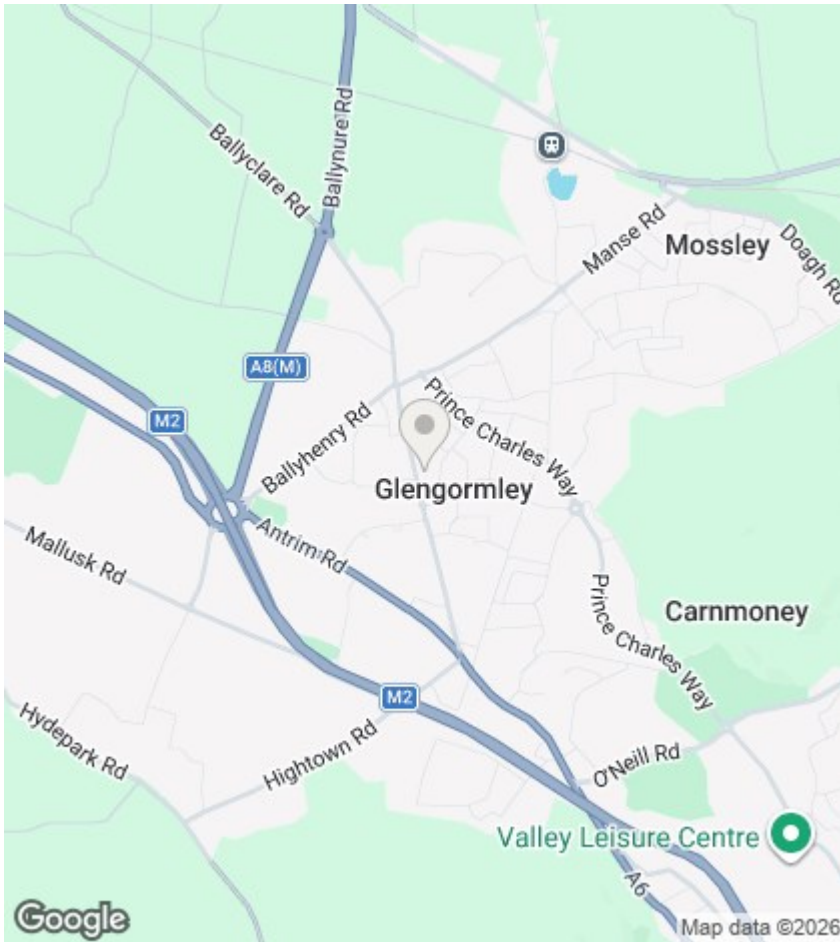 Ballyclare Rd
Ballynure Rd
Manse Rd
Mossley
Doagh Rd
A8(M)
M2
Ballyhenry Rd
Prince Charles Way
Glengormley
Antrim Rd
Mallusk Rd
Prince Charles Way
Carnmoney
M2
Hydepark Rd
Hightown Rd
O'Neill Rd
Valley Leisure Centre
A6
Google
Map data ©2026